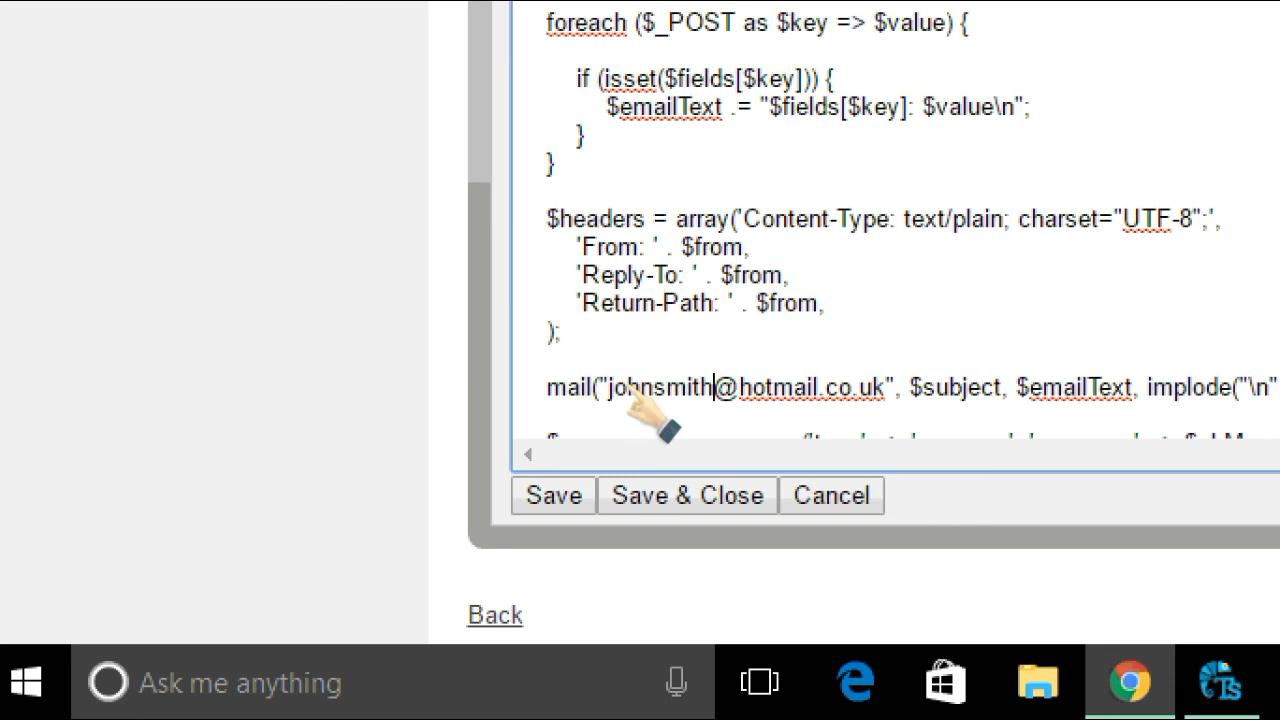 foreach ($_POST as $key => $value) {
if (isset($fields[$key])) {
$emailText .= "$fields[$key]: $value\n";
}
}
$headers = array('Content-Type: text/plain; charset="UTF-8";',
'From: ' . $from,
'Reply-To: ' . $from,
'Return-Path: ' . $from,
);
mail("johnsmith@hotmail.co.uk", $subject, $emailText, implode("\n"
Save Save & Close Cancel
Back
Ask me anything
Ts